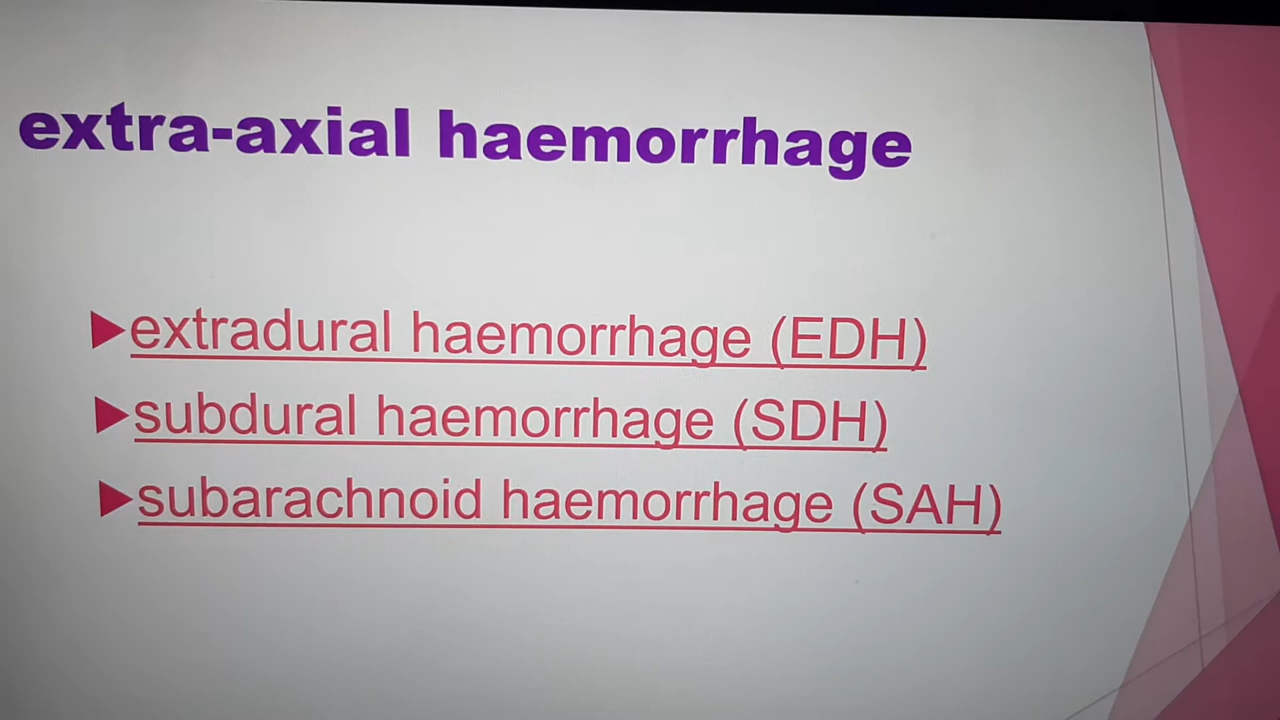 extra-axial haemorrhage
extradural haemorrhage (EDH)
subdural haemorrhage (SDH)
subarachnoid haemorrhage (SAH)